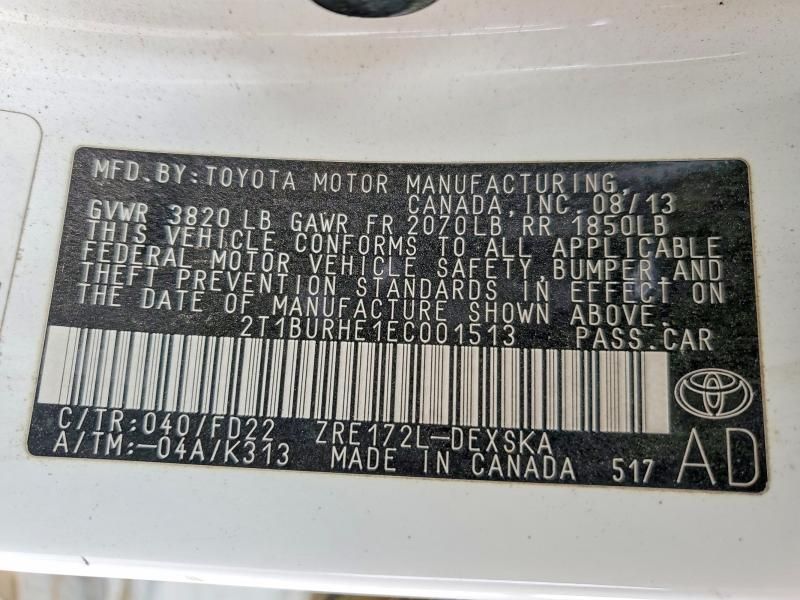 MFD.BY:TOYOTA MOTOR MANUFACTURING,
CANADA,INC.08/13
GVWR 3820LB GAWR FR 2070LB RR 1850LB
THIS VEHICLE CONFORMS TO ALL APPLICABLE
FEDERAL MOTOR VEHICLE SAFETY,BUMPER AND
THEFT PREVENTION STANDARDS IN EFFECT ON
THE DATE OF MANUFACTURE SHOWN ABOVE.
2T1BURHE1EC001513 PASS.CAR
C/TR:040/FD22 ZRE172L-DEXSKA
A/TM:-04A/K313 MADE IN CANADA 517 AD